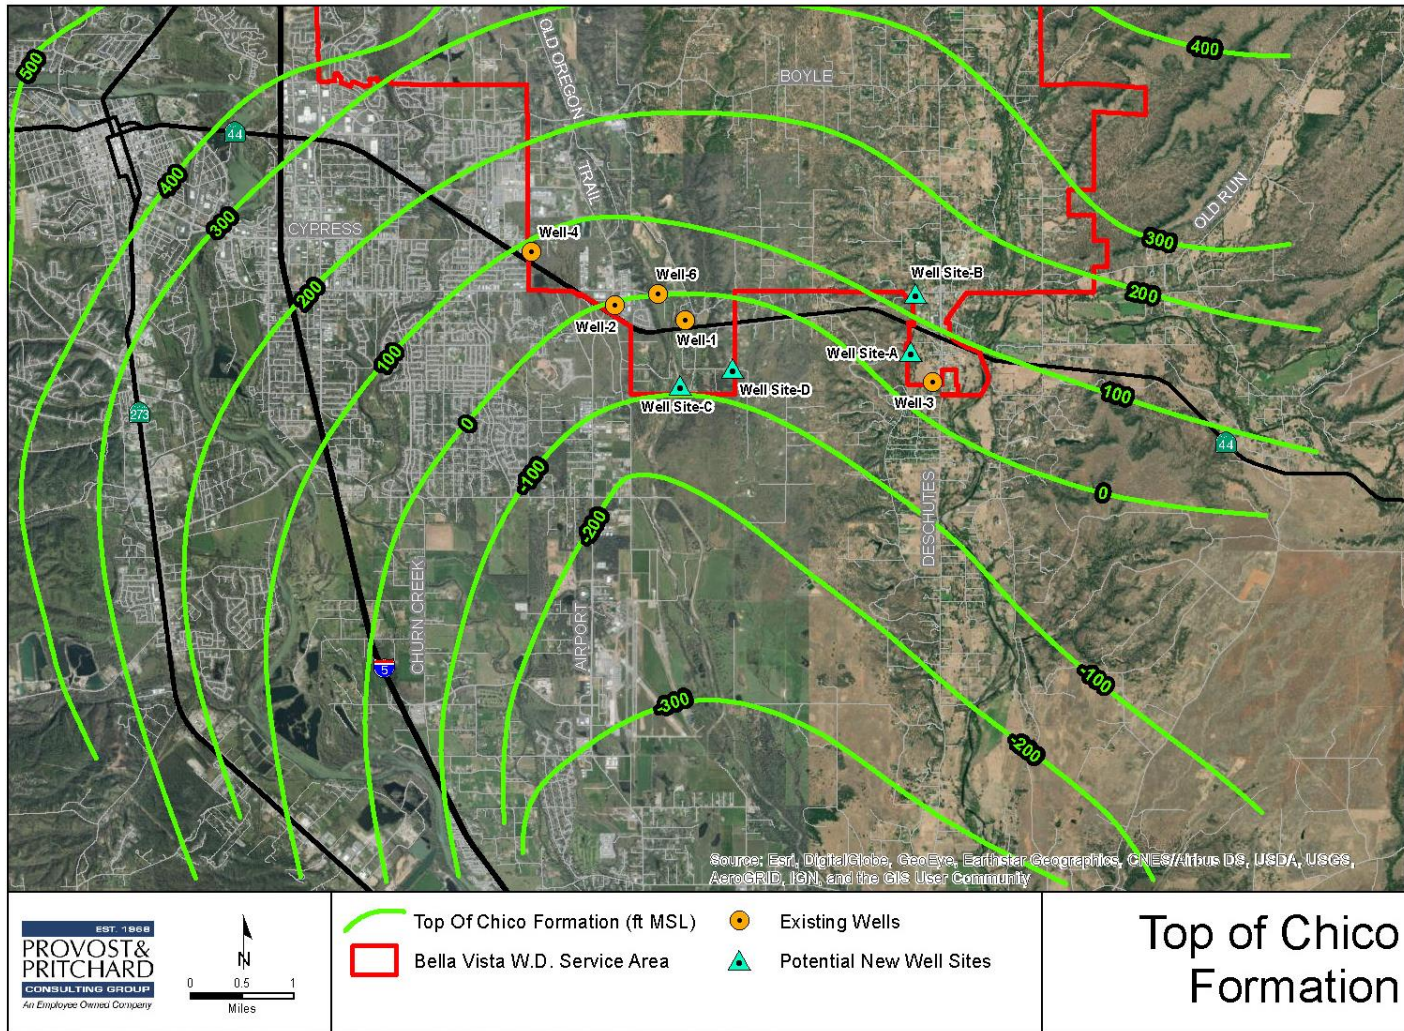 500
400
OLD OREGON
TRAIL
BOYLE
400
44
300
CYPRESS
200
100
0
-100
-200
-300
Well-4
Well-6
Well-2
Well-1
Well Site-C
Well Site-D
Well Site-B
Well Site-A
Well-3
OLD RUN
300
200
100
44
0
-100
-200
273
5
CHURN CREEK
AIRPORT
DESCHUTES
Source: Esri, DigitalGlobe, GeoEye, Earthstar Geographics, CNES/Airbus DS, USDA, USGS,
AeroGRID, IGN, and the GIS User Community
EST. 1968
PROVOST&
PRITCHARD
CONSULTING GROUP
An Employee Owned Company
N
0 0.5 1
Miles
Top Of Chico Formation (ft MSL)
Bella Vista W.D. Service Area
Existing Wells
Potential New Well Sites
Top of Chico
Formation